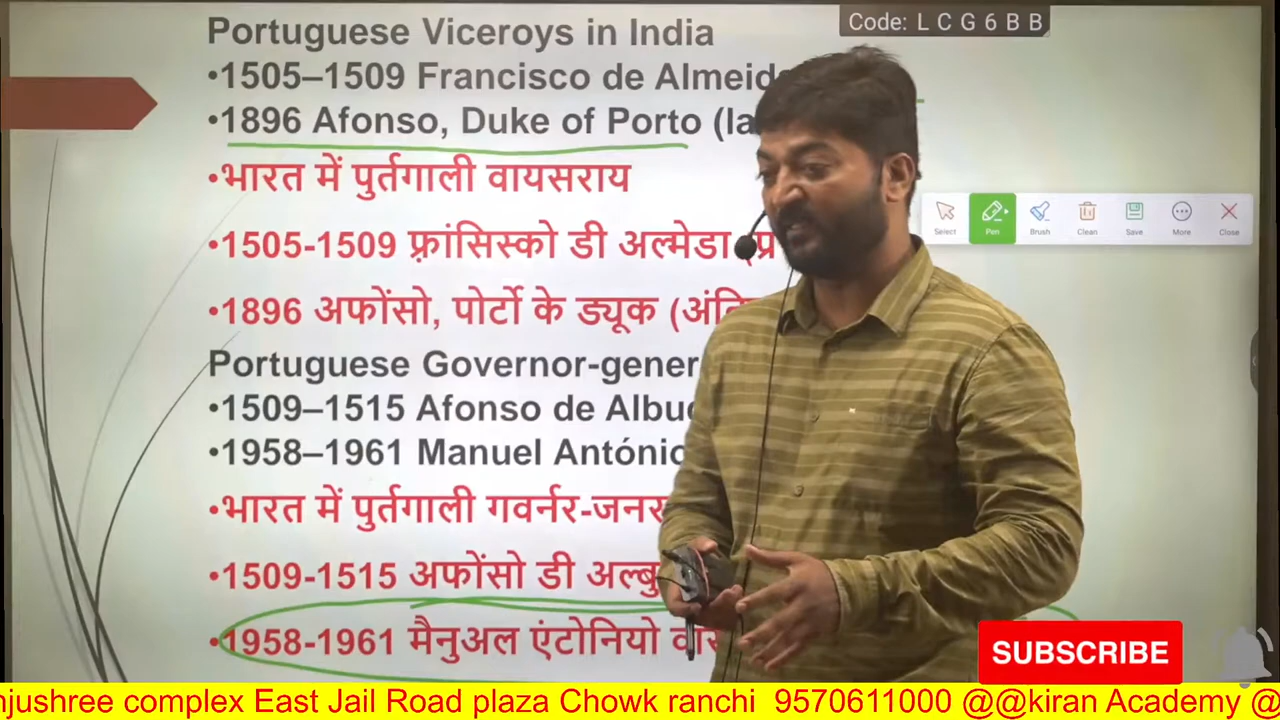 Code: L C G 6 B B
Portuguese Viceroys in India
•1505–1509 Francisco de Almeida
•1896 Afonso, Duke of Porto (la
•भारत में पुर्तगाली वायसराय
•1505-1509 फ़्रांसिस्को डी अल्मेडा (प्र
•1896 अफोंसो, पोर्टो के ड्यूक (अंति
Select Pen Brush Clean Save More Close
Portuguese Governor-gener
•1509–1515 Afonso de Albuq
•1958–1961 Manuel António
•भारत में पुर्तगाली गवर्नर-जनर
•1509-1515 अफोंसो डी अल्बु
•1958-1961 मैनुअल एंटोनियो वास
SUBSCRIBE
njushree complex East Jail Road plaza Chowk ranchi 9570611000 @@kiran Academy @